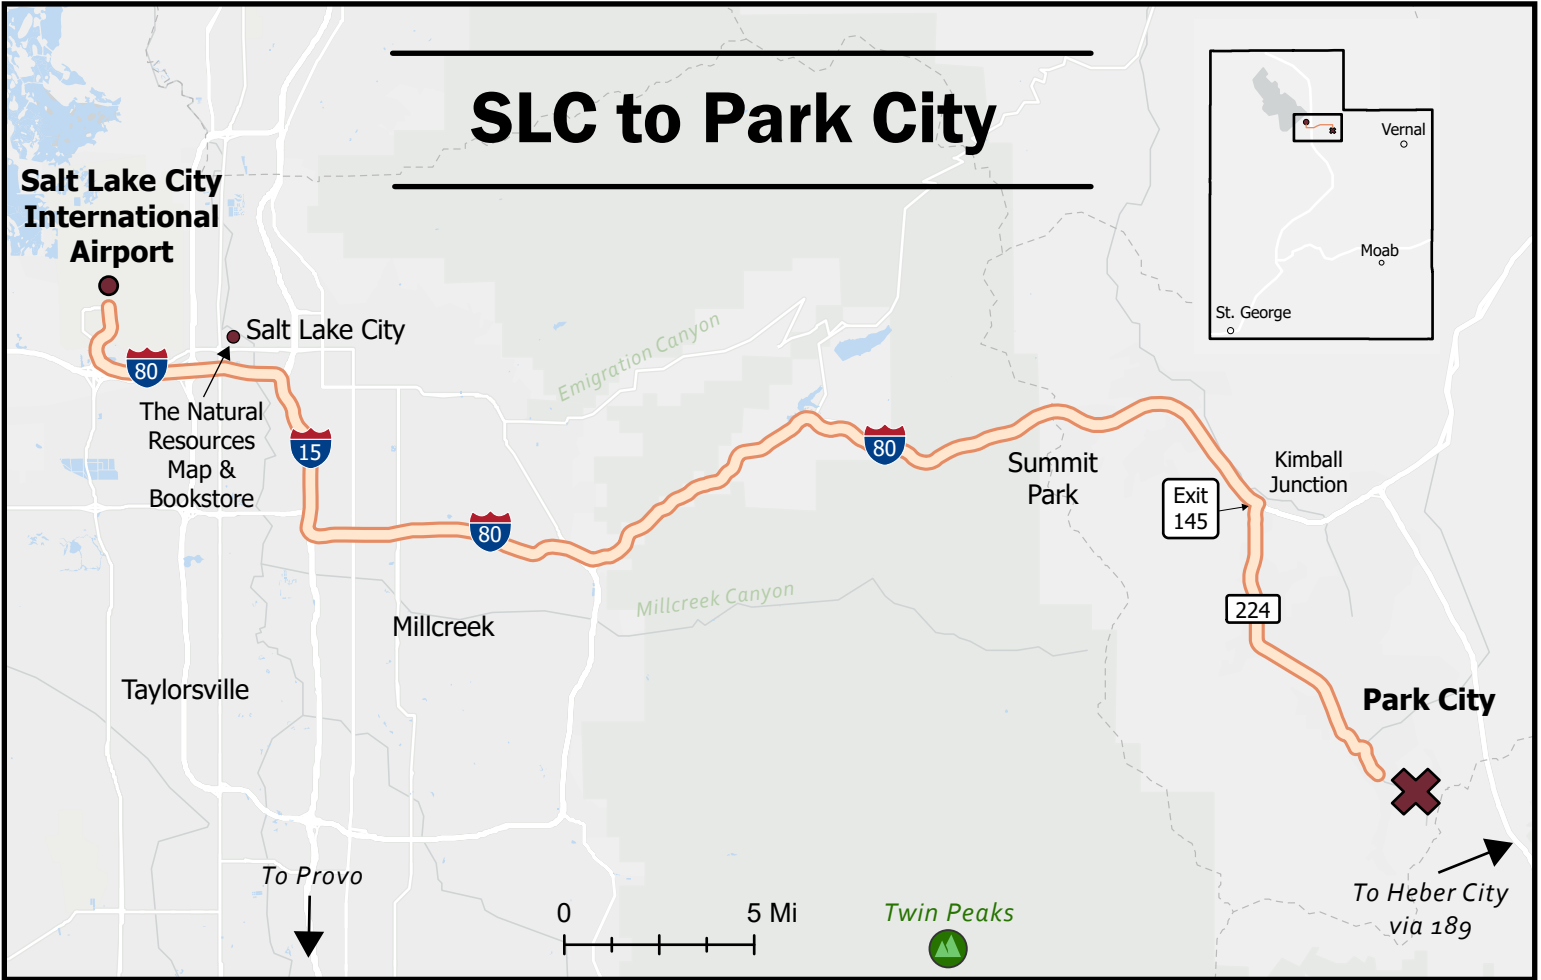 SLC to Park City
Salt Lake City
International
Airport
Vernal
Moab
St. George
Salt Lake City
Emigration Canyon
80
The Natural
Resources
Map &
Bookstore
15
80
Summit
Park
Kimball
Junction
Exit
145
80
Millcreek Canyon
224
Millcreek
Taylorsville
Park City
To Provo
0
5 Mi
Twin Peaks
To Heber City
via 189